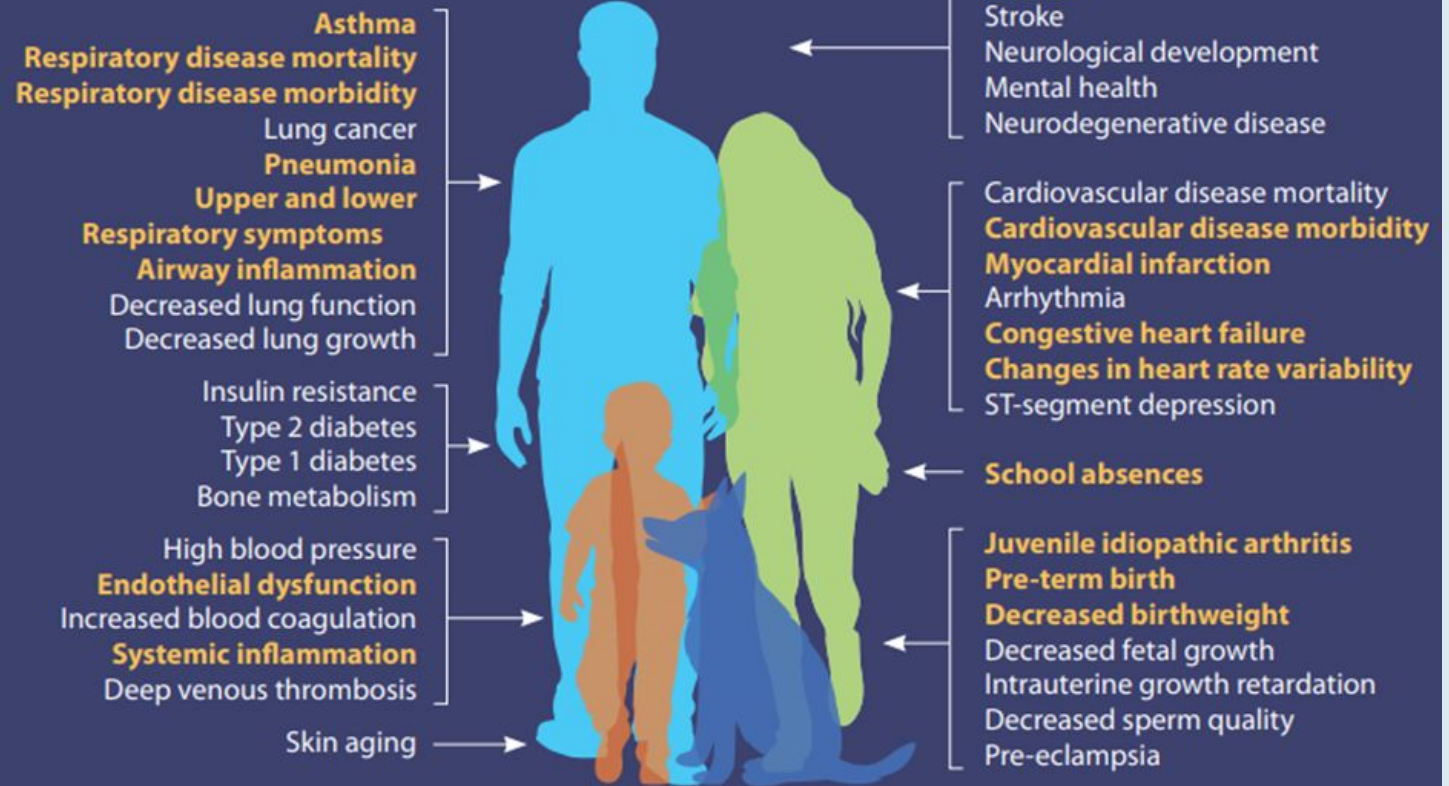 Asthma
Respiratory disease mortality
Respiratory disease morbidity
Lung cancer
Pneumonia
Upper and lower
Respiratory symptoms
Airway inflammation
Decreased lung function
Decreased lung growth
Insulin resistance
Type 2 diabetes
Type 1 diabetes
Bone metabolism
High blood pressure
Endothelial dysfunction
Increased blood coagulation
Systemic inflammation
Deep venous thrombosis
Skin aging
Stroke
Neurological development
Mental health
Neurodegenerative disease
Cardiovascular disease mortality
Cardiovascular disease morbidity
Myocardial infarction
Arrhythmia
Congestive heart failure
Changes in heart rate variability
ST-segment depression
School absences
Juvenile idiopathic arthritis
Pre-term birth
Decreased birthweight
Decreased fetal growth
Intrauterine growth retardation
Decreased sperm quality
Pre-eclampsia